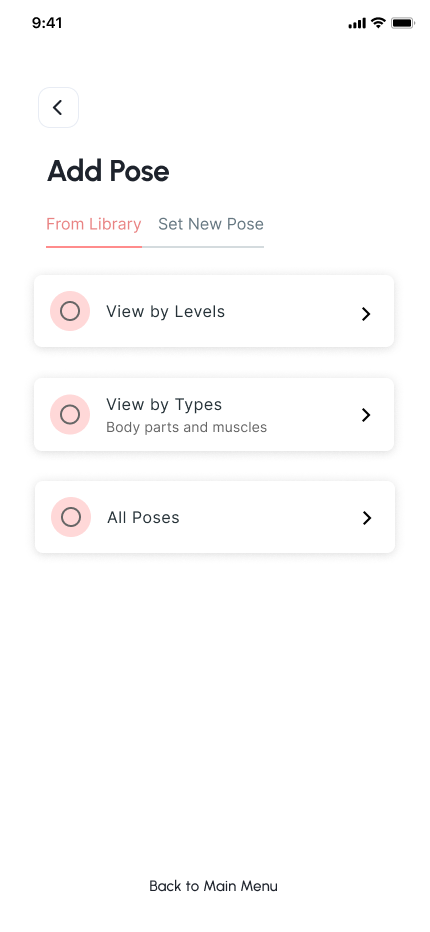 9:41
Add Pose
From Library Set New Pose
View by Levels
View by Types
Body parts and muscles
All Poses
Back to Main Menu